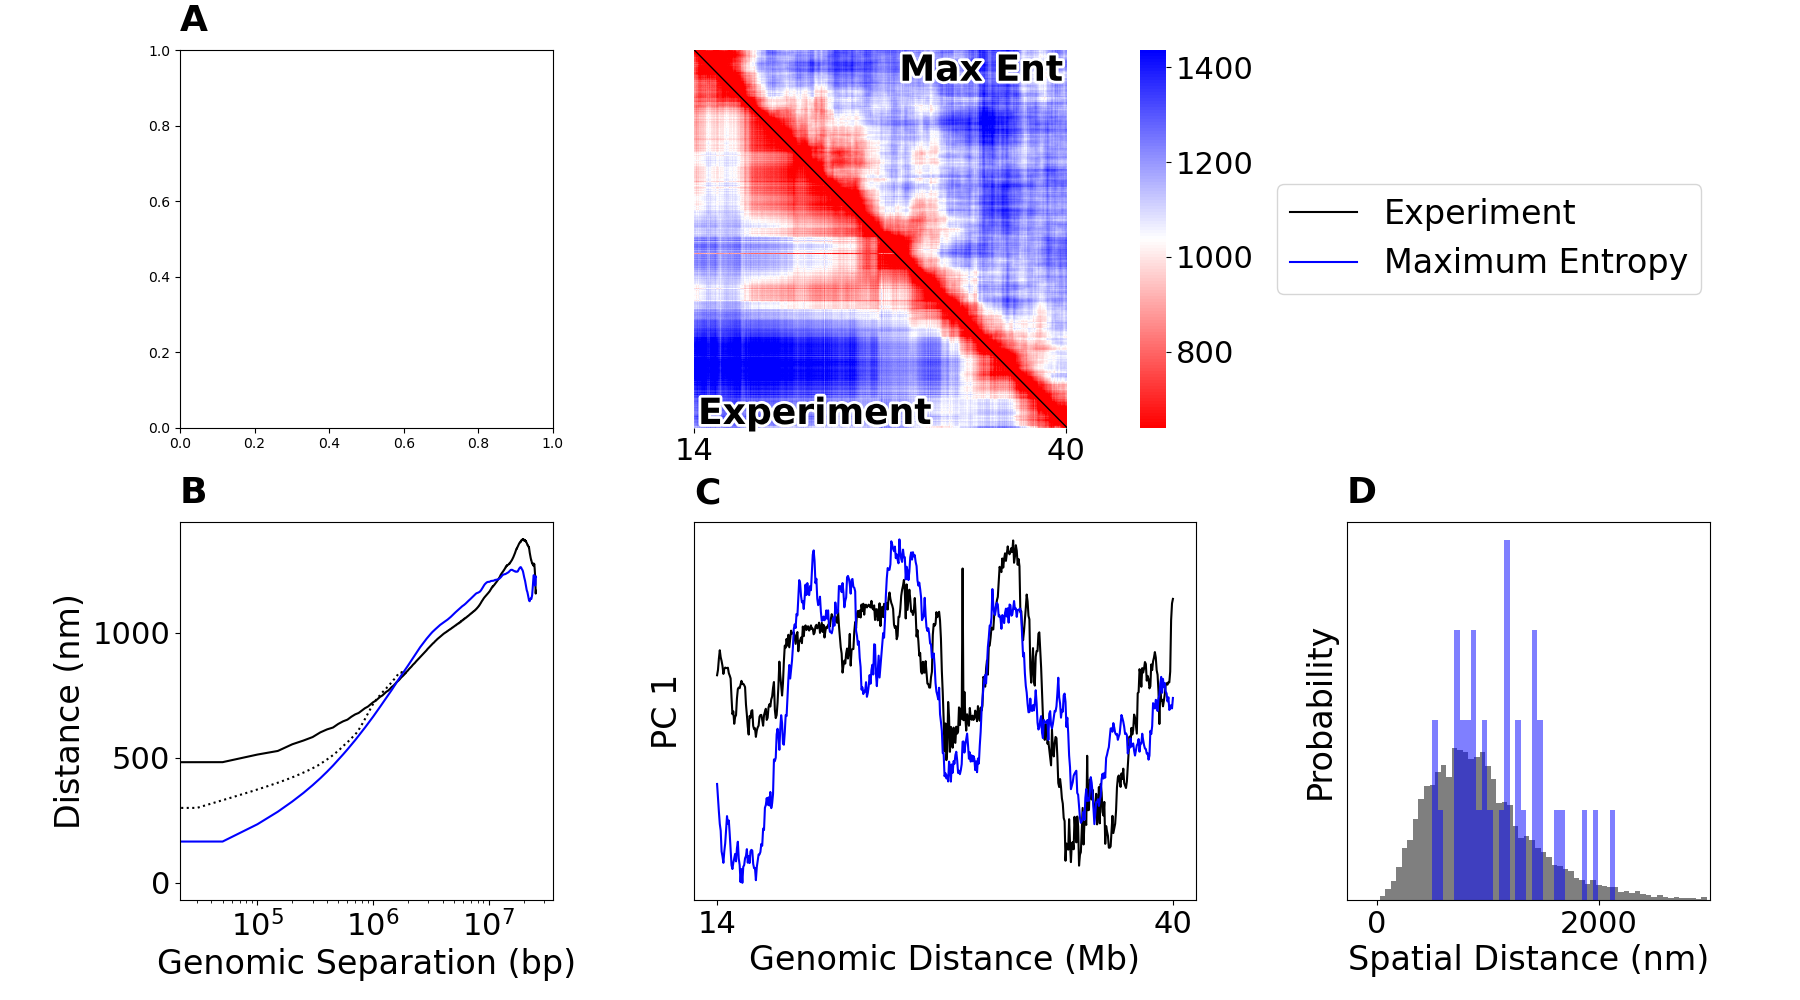 A
1.0
0.8
0.6
0.4
0.2
0.0
0.0 0.2 0.4 0.6 0.8 1.0
Max Ent
Experiment
14 40
1400
1200
1000
800
Experiment
Maximum Entropy
B
Distance (nm)
1000
500
0
10⁵ 10⁶ 10⁷
Genomic Separation (bp)
C
PC 1
14 40
Genomic Distance (Mb)
D
Probability
0 2000
Spatial Distance (nm)